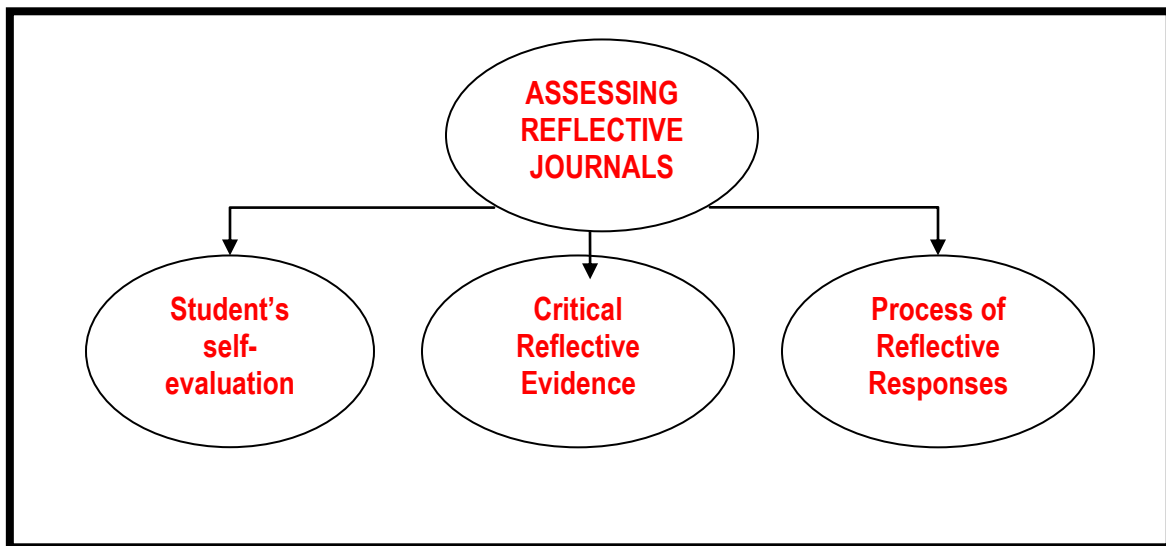 ASSESSING
REFLECTIVE
JOURNALS
Student’s
self-
evaluation
Critical
Reflective
Evidence
Process of
Reflective
Responses